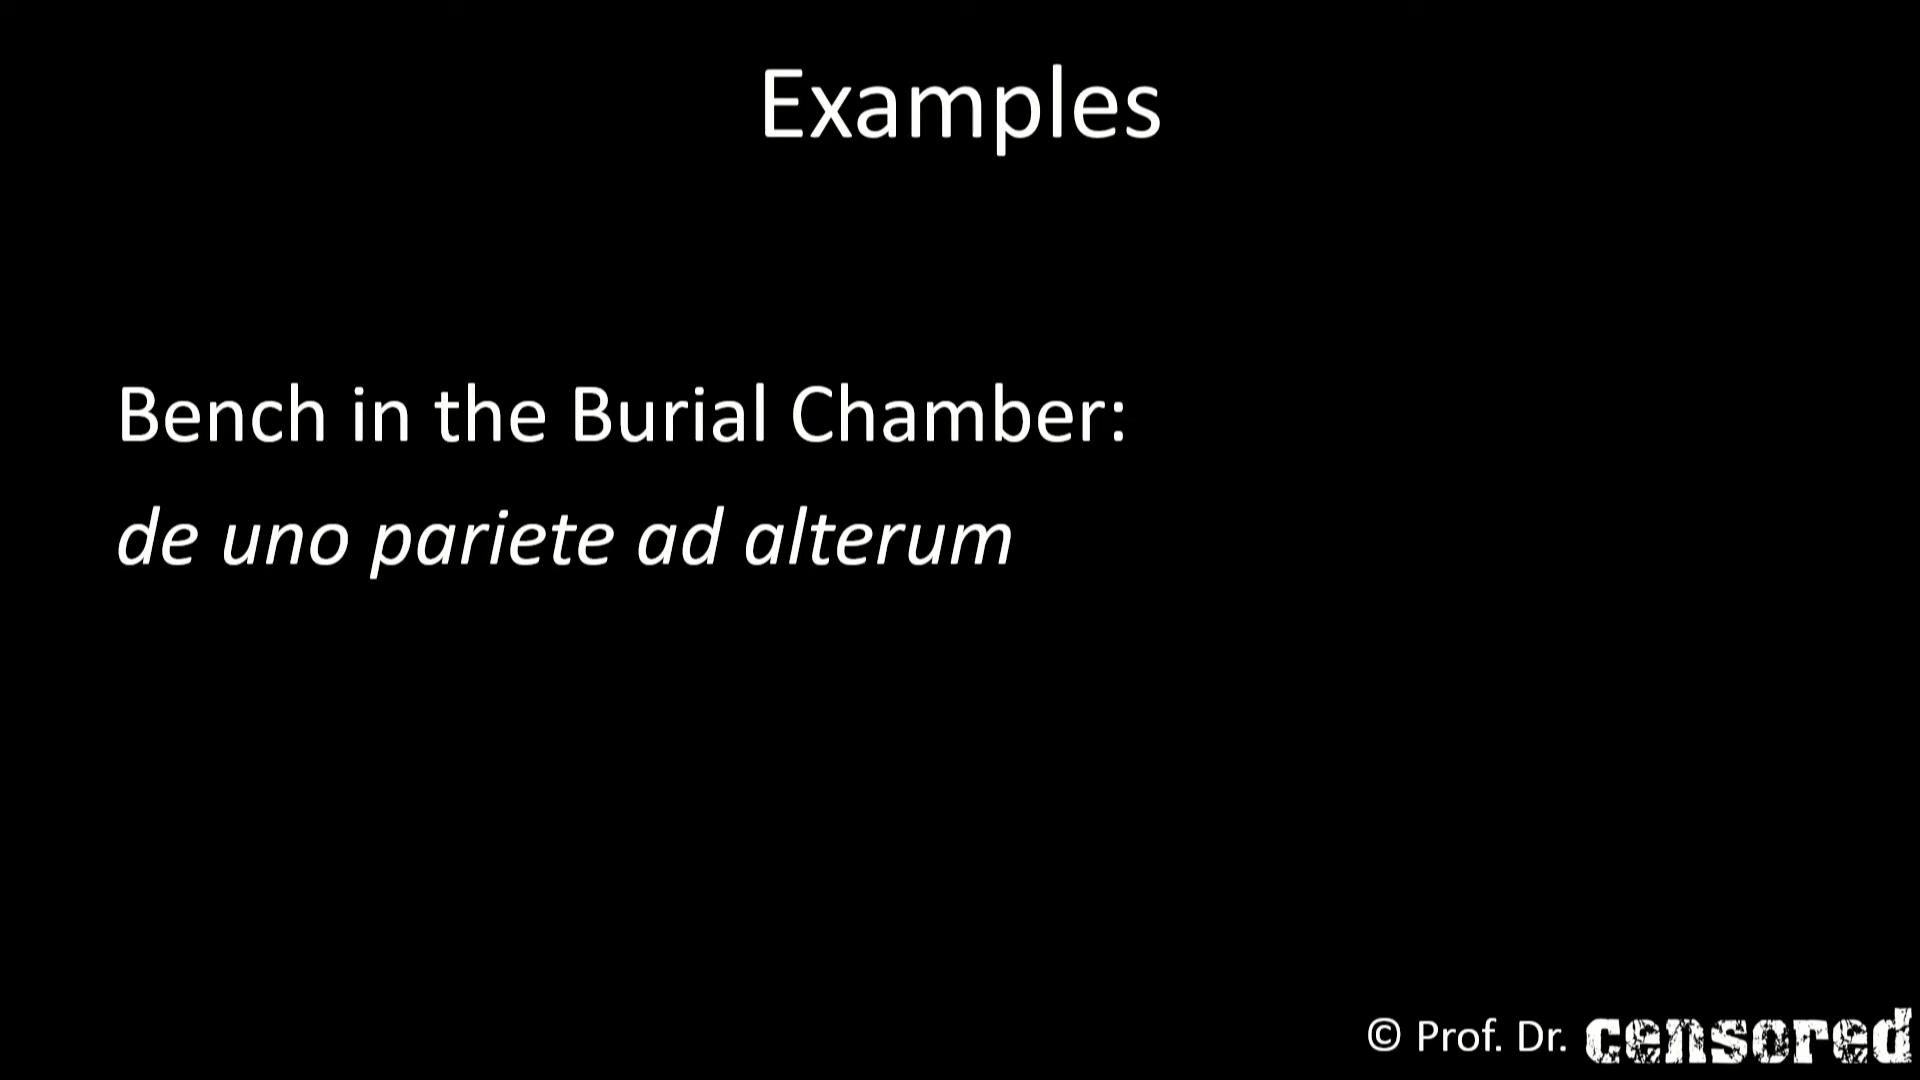 Examples
Bench in the Burial Chamber:
de uno pariete ad alterum
© Prof. Dr. censored